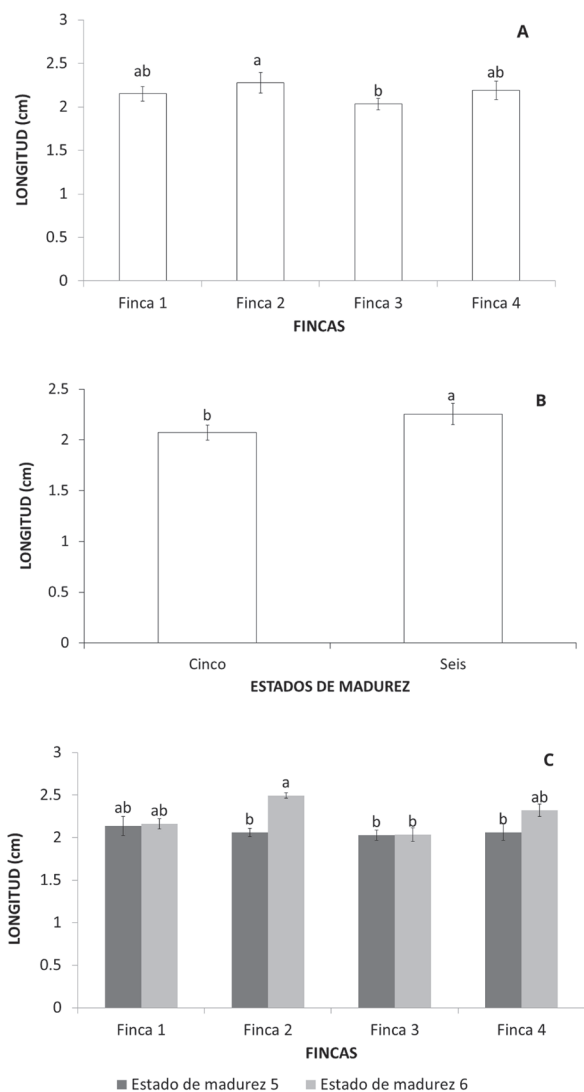 A
LONGITUD (cm)
3
2.5
2
1.5
1
0.5
0
ab
a
b
ab
Finca 1 Finca 2 Finca 3 Finca 4
FINCAS
B
LONGITUD (cm)
2.5
2
1.5
1
0.5
0
b
a
Cinco Seis
ESTADOS DE MADUREZ
C
LONGITUD (cm)
3
2.5
2
1.5
1
0.5
0
ab ab
b a
b b
b ab
Finca 1 Finca 2 Finca 3 Finca 4
FINCAS
Estado de madurez 5 Estado de madurez 6